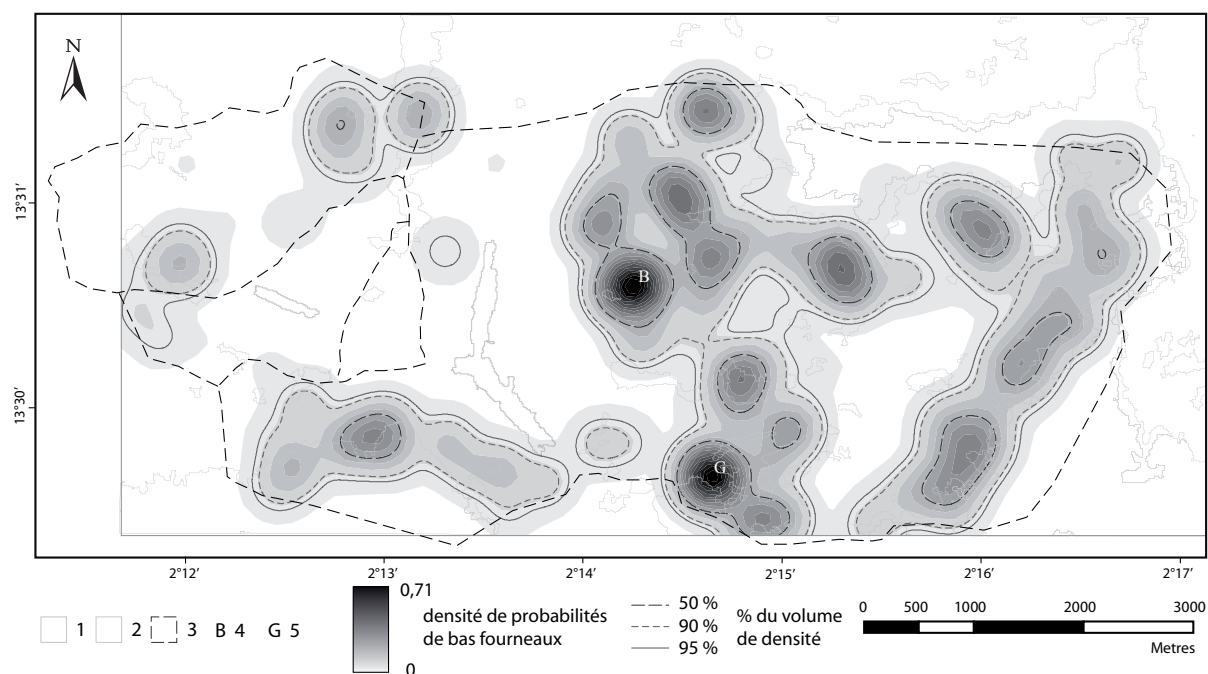 N
13°31'
13°30'
B
G
2°12'
2°13'
2°14'
2°15'
2°16'
2°17'
1
2
3
B 4
G 5
0,71
0
densité de probabilités
de bas fourneaux
50 %
90 %
95 %
% du volume
de densité
0 500 1000 2000 3000
Metres